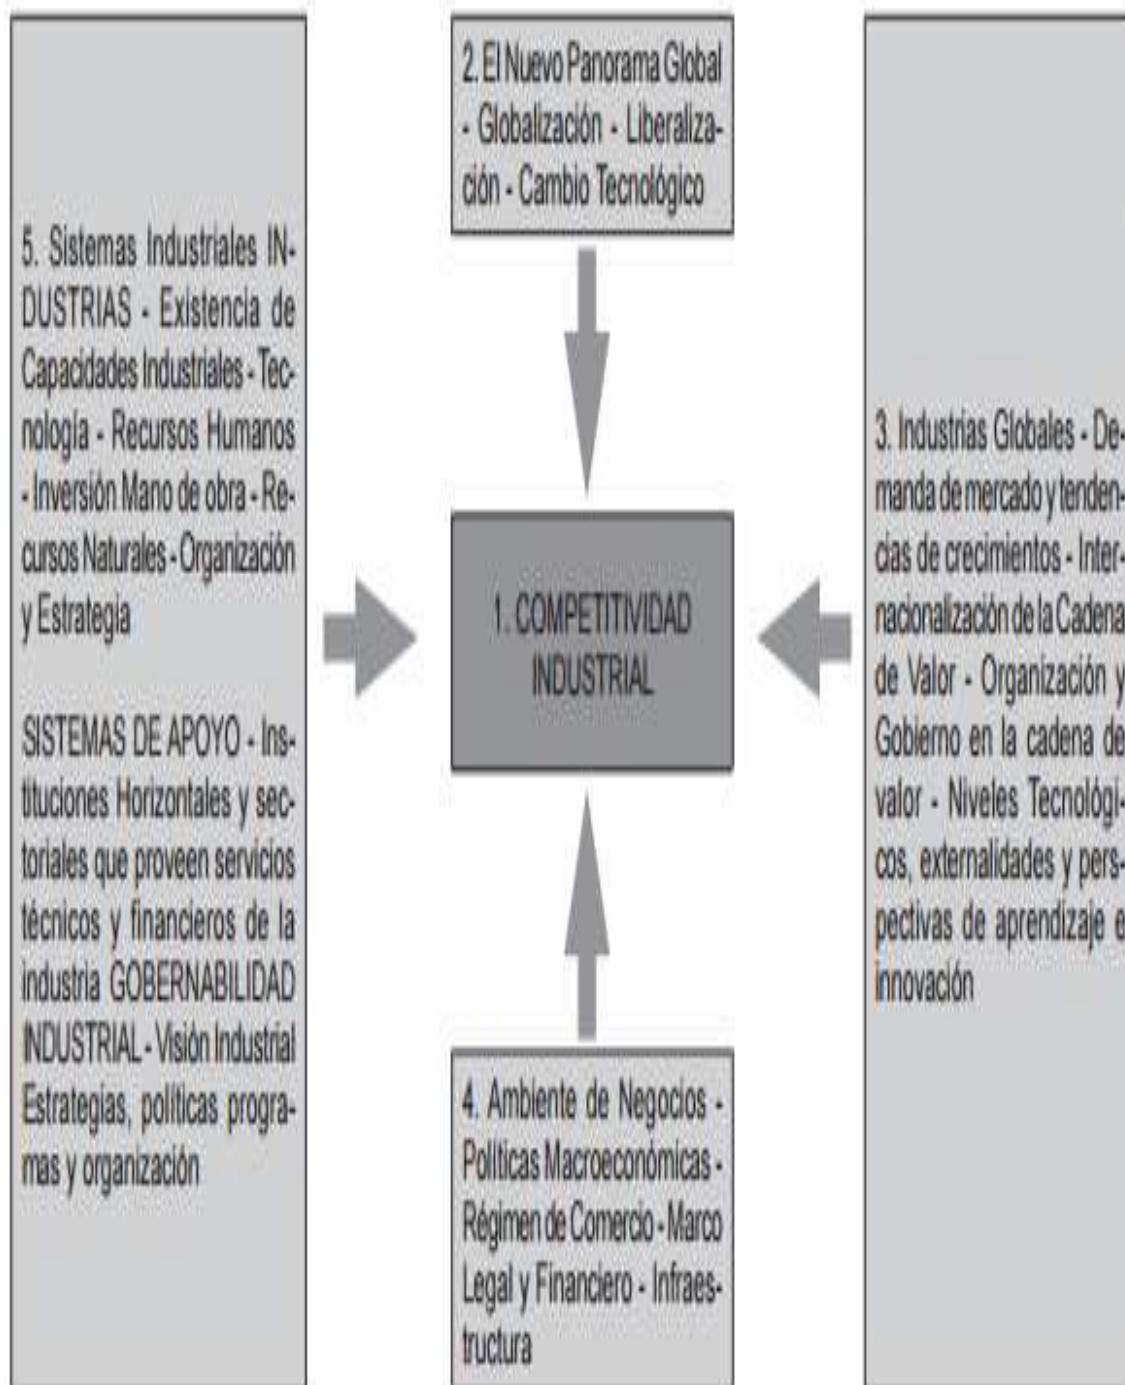 2. El Nuevo Panorama Global
- Globalización - Liberaliza-
ción - Cambio Tecnológico
5. Sistemas Industriales IN-
DUSTRIAS - Existencia de
Capacidades Industriales - Tec-
nología - Recursos Humanos
- Inversión Mano de obra - Re-
cursos Naturales - Organización
y Estrategia
SISTEMAS DE APOYO - Ins-
tituciones Horizontales y sec-
toriales que proveen servicios
técnicos y financieros de la
industria GOBERNABILIDAD
INDUSTRIAL - Visión Industrial
Estrategias, políticas progra-
mas y organización
1. COMPETITIVIDAD
INDUSTRIAL
3. Industrias Globales - De-
manda de mercado y tenden-
cias de crecimientos - Inter-
nacionalización de la Cadena
de Valor - Organización y
Gobierno en la cadena de
valor - Niveles Tecnológi-
cos, externalidades y pers-
pectivas de aprendizaje e
innovación
4. Ambiente de Negocios -
Políticas Macroeconómicas -
Régimen de Comercio - Marco
Legal y Financiero - Infraes-
tructura